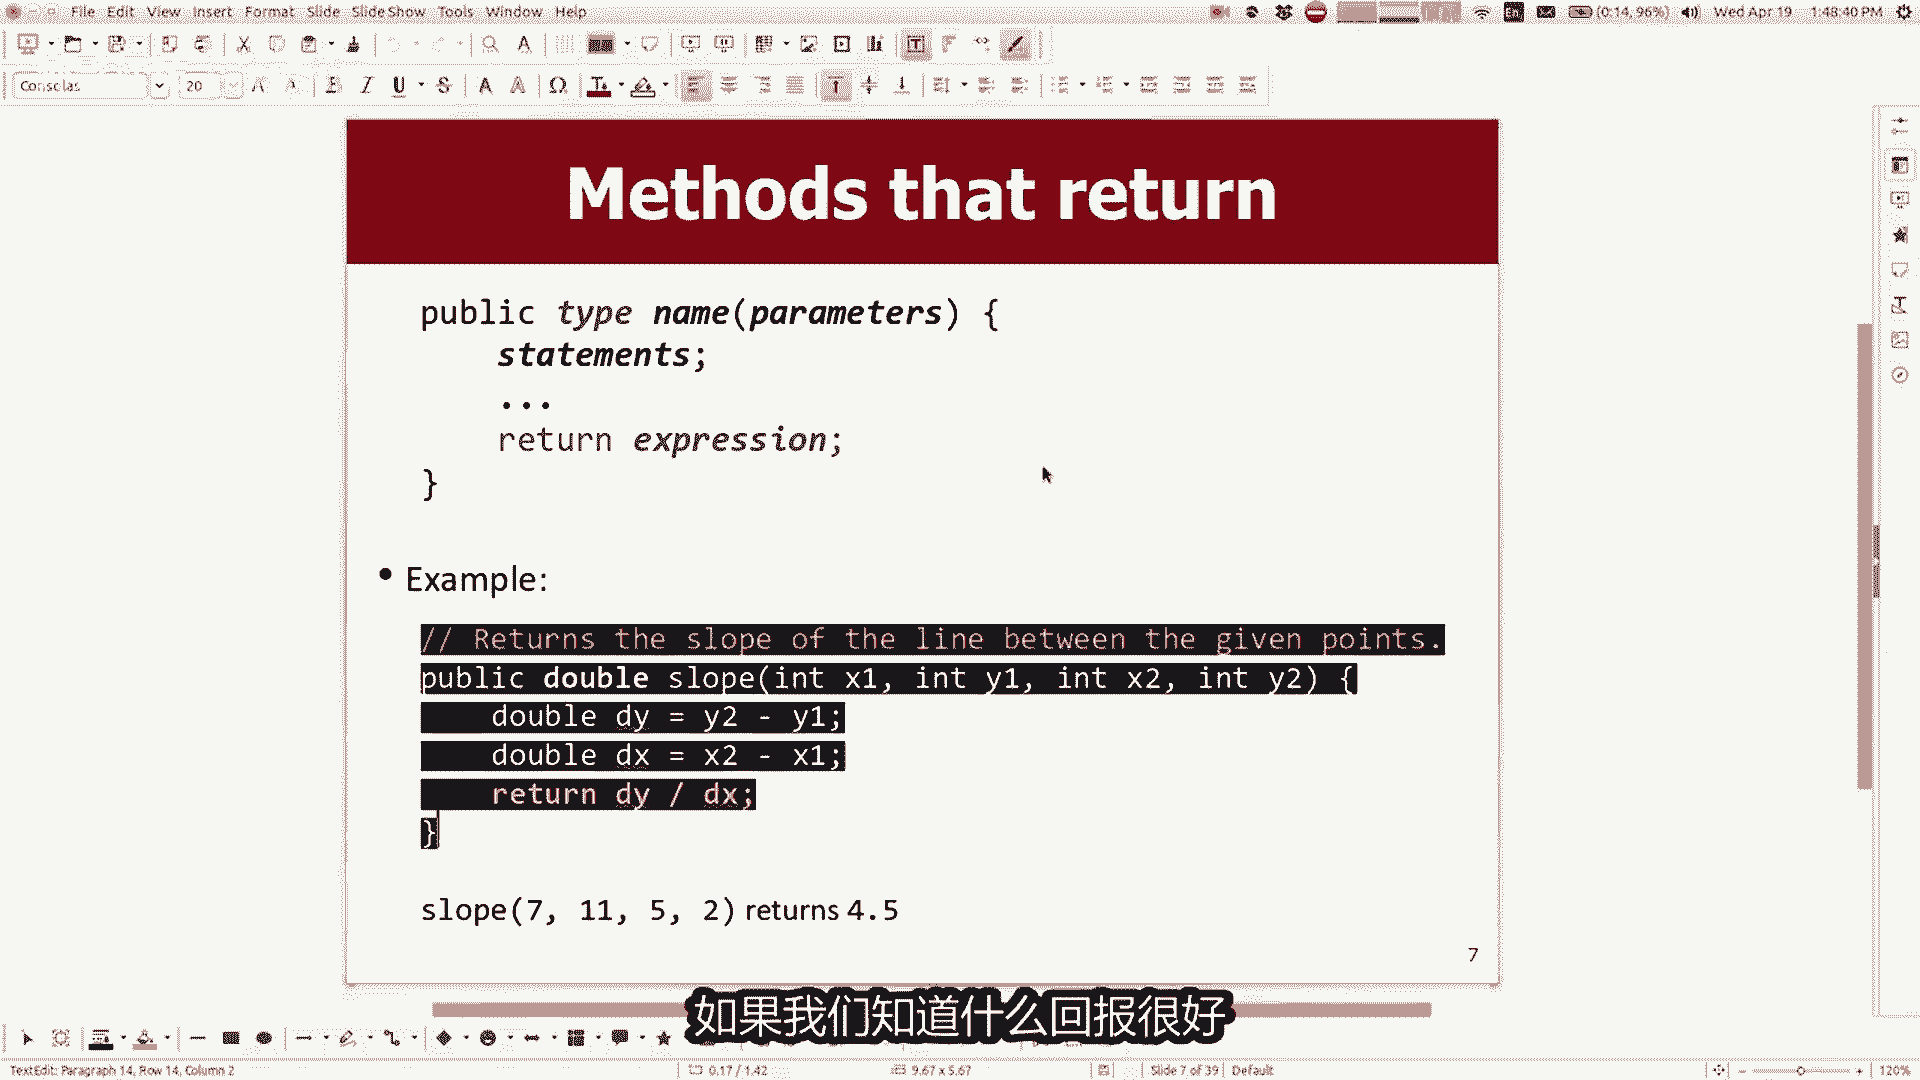 File Edit View Insert Format Slide Slide Show Tools Window Help
En (0:14, 96%) Wed Apr 19 1:48:40 PM
Consolas 20
Methods that return
public type name(parameters) {
statements;
...
return expression;
}
• Example:
// Returns the slope of the line between the given points.
public double slope(int x1, int y1, int x2, int y2) {
double dy = y2 - y1;
double dx = x2 - x1;
return dy / dx;
}
slope(7, 11, 5, 2) returns 4.5
7
如果我们知道什么回报很好
TextEdit: Paragraph 14, Row 14, Column 2 0.17 / 1.42 9.67 x 5.67 Slide 7 of 39 Default 120%